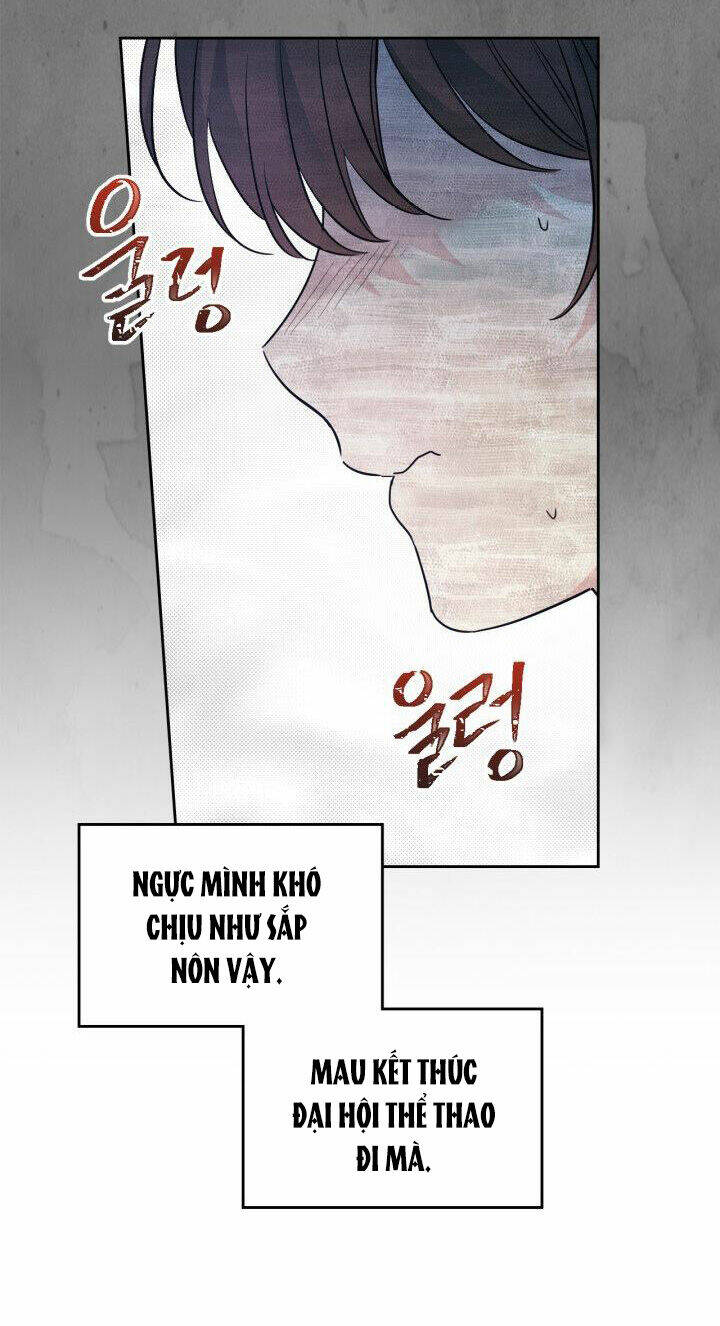 울렁
울렁
NGỰC MÌNH KHÓ
CHỊU NHƯ SẮP
NÔN VẬY.
MAU KẾT THÚC
ĐẠI HỘI THỂ THAO
ĐI MÀ.